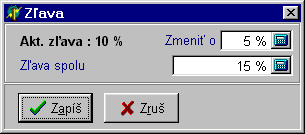 Zľava
Akt. zľava : 10 % Zmeniť o 5 %
Zľava spolu 15 %
Zapíš Zruš